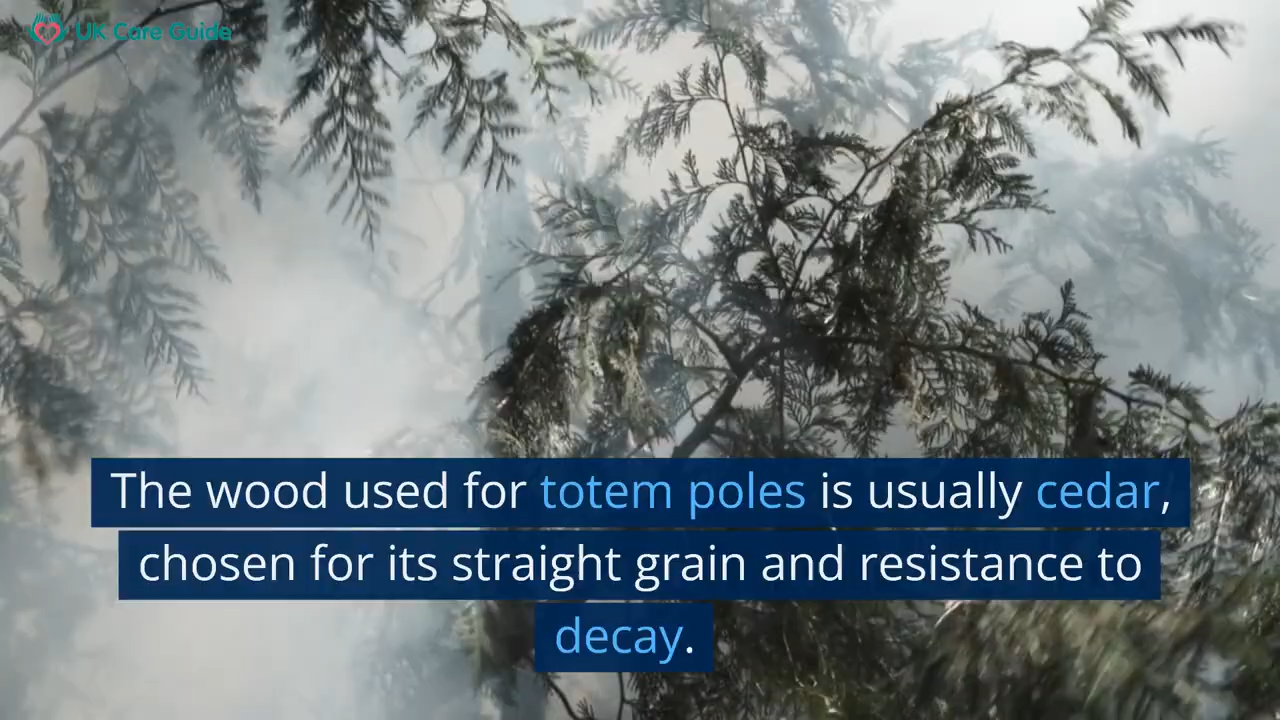 UK Care Guide
The wood used for totem poles is usually cedar,
chosen for its straight grain and resistance to
decay.